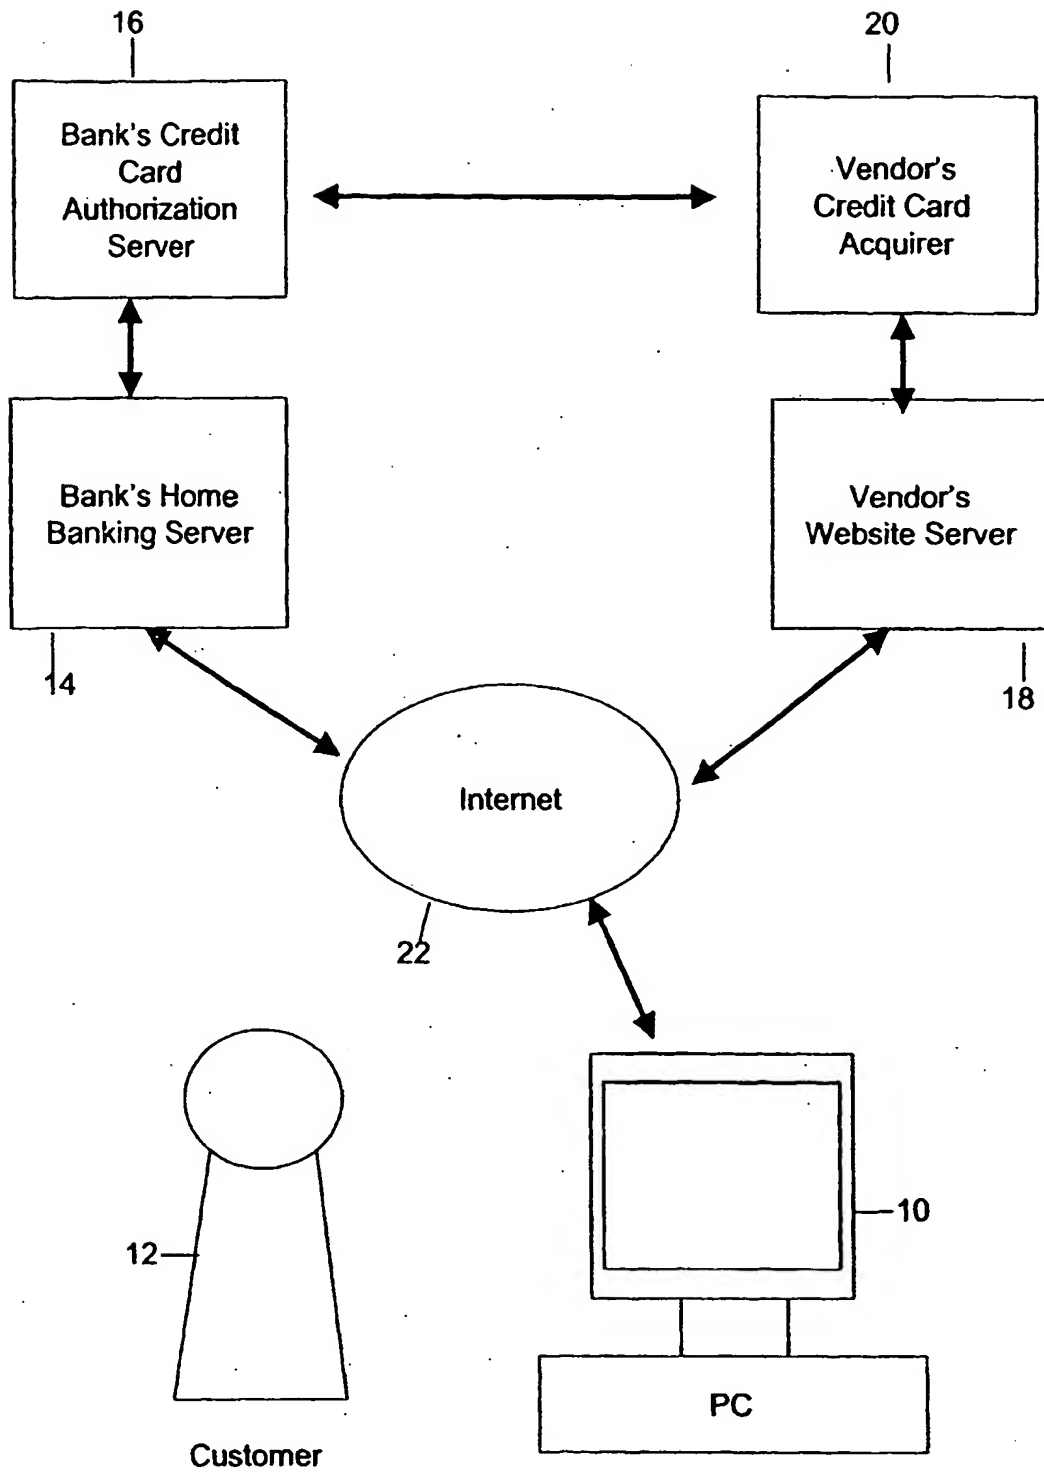 16
20
Bank's Credit
Card
Authorization
Server
Vendor's
Credit Card
Acquirer
Bank's Home
Banking Server
Vendor's
Website Server
14
18
Internet
22
12
10
PC
Customer